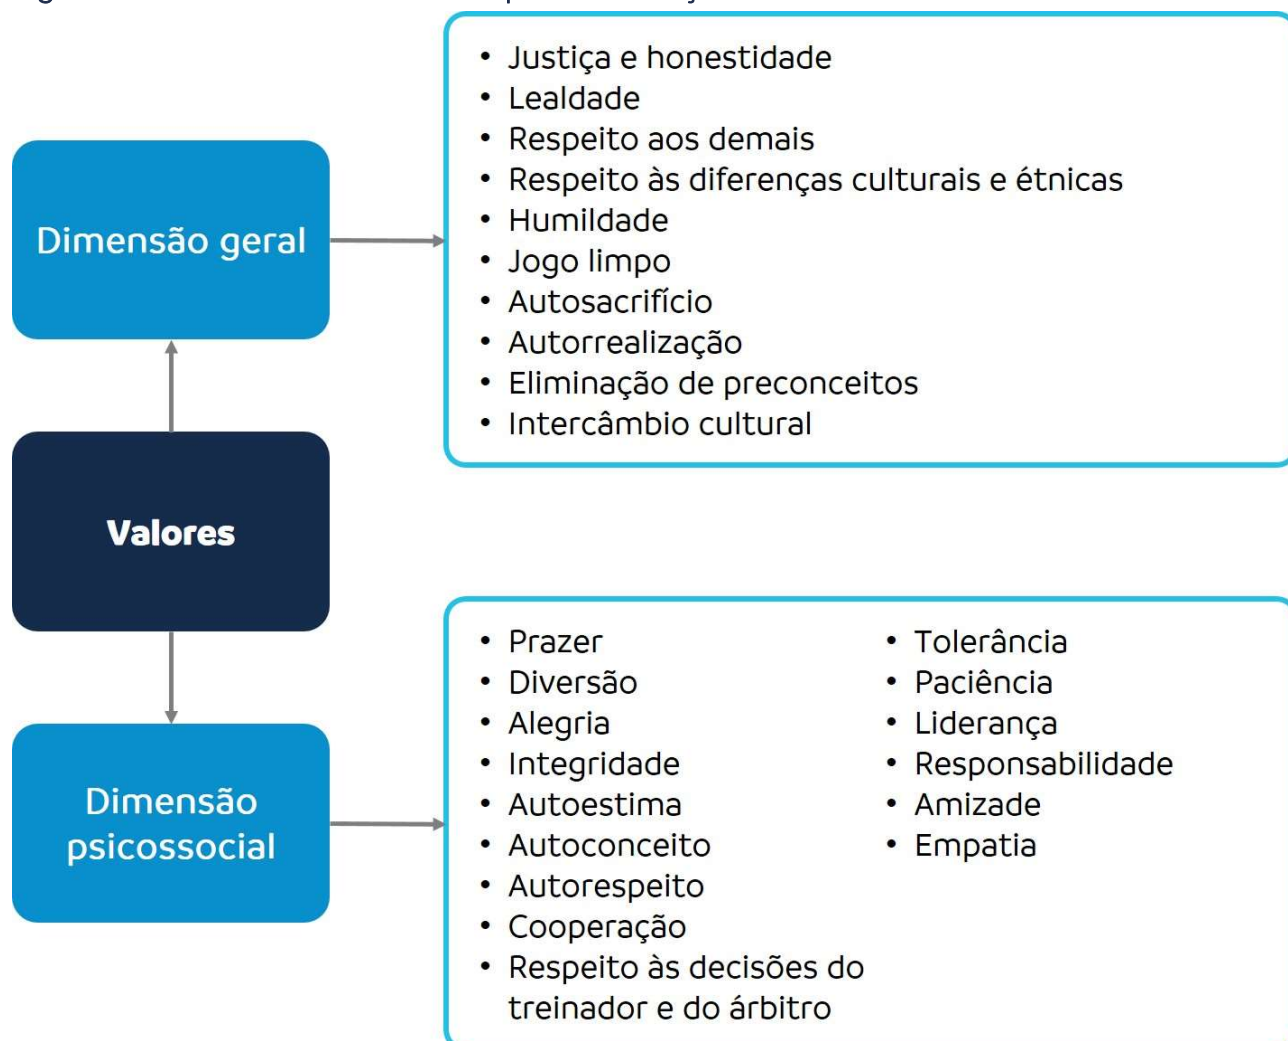 • Justiça e honestidade
• Lealdade
• Respeito aos demais
• Respeito às diferenças culturais e étnicas
• Humildade
• Jogo limpo
• Autosacrifício
• Autorrealização
• Eliminação de preconceitos
• Intercâmbio cultural
Dimensão geral
Valores
Dimensão
psicossocial
• Prazer
• Diversão
• Alegria
• Integridade
• Autoestima
• Autoconceito
• Autorespeito
• Cooperação
• Respeito às decisões do
treinador e do árbitro
• Tolerância
• Paciência
• Liderança
• Responsabilidade
• Amizade
• Empatia